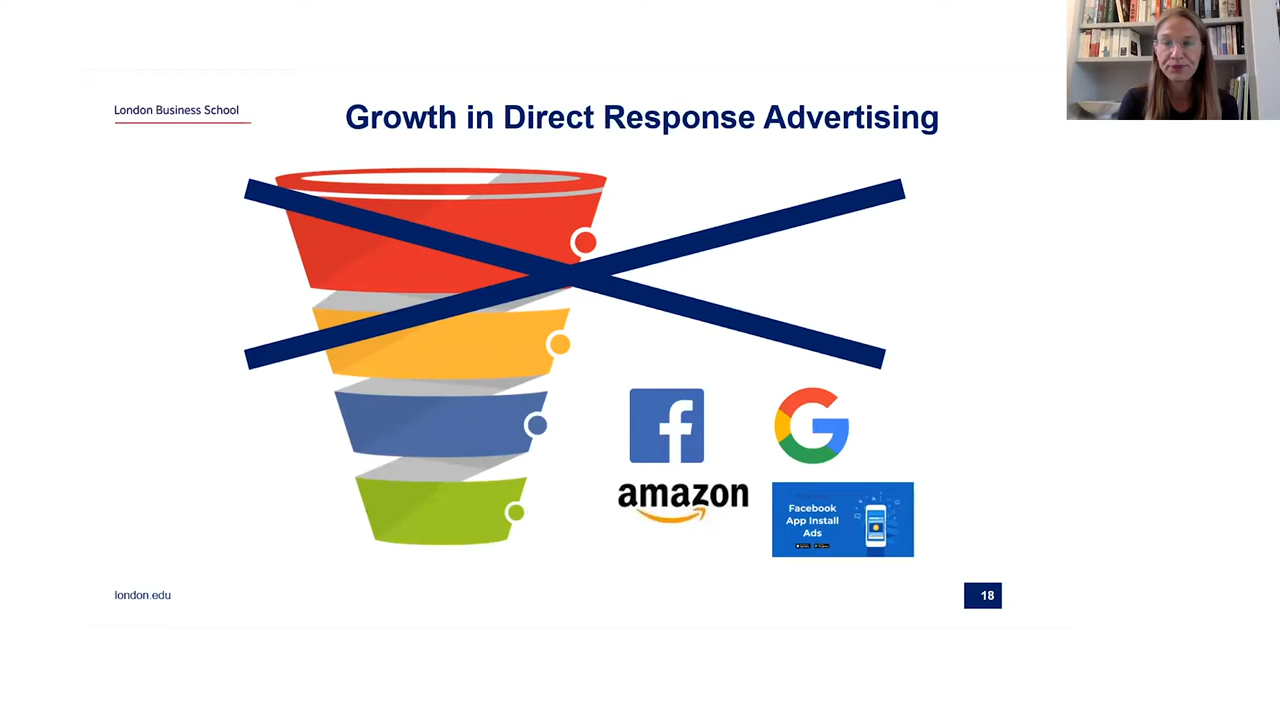 London Business School
Growth in Direct Response Advertising
f
G
amazon
Facebook
App Install
Ads
london.edu
18